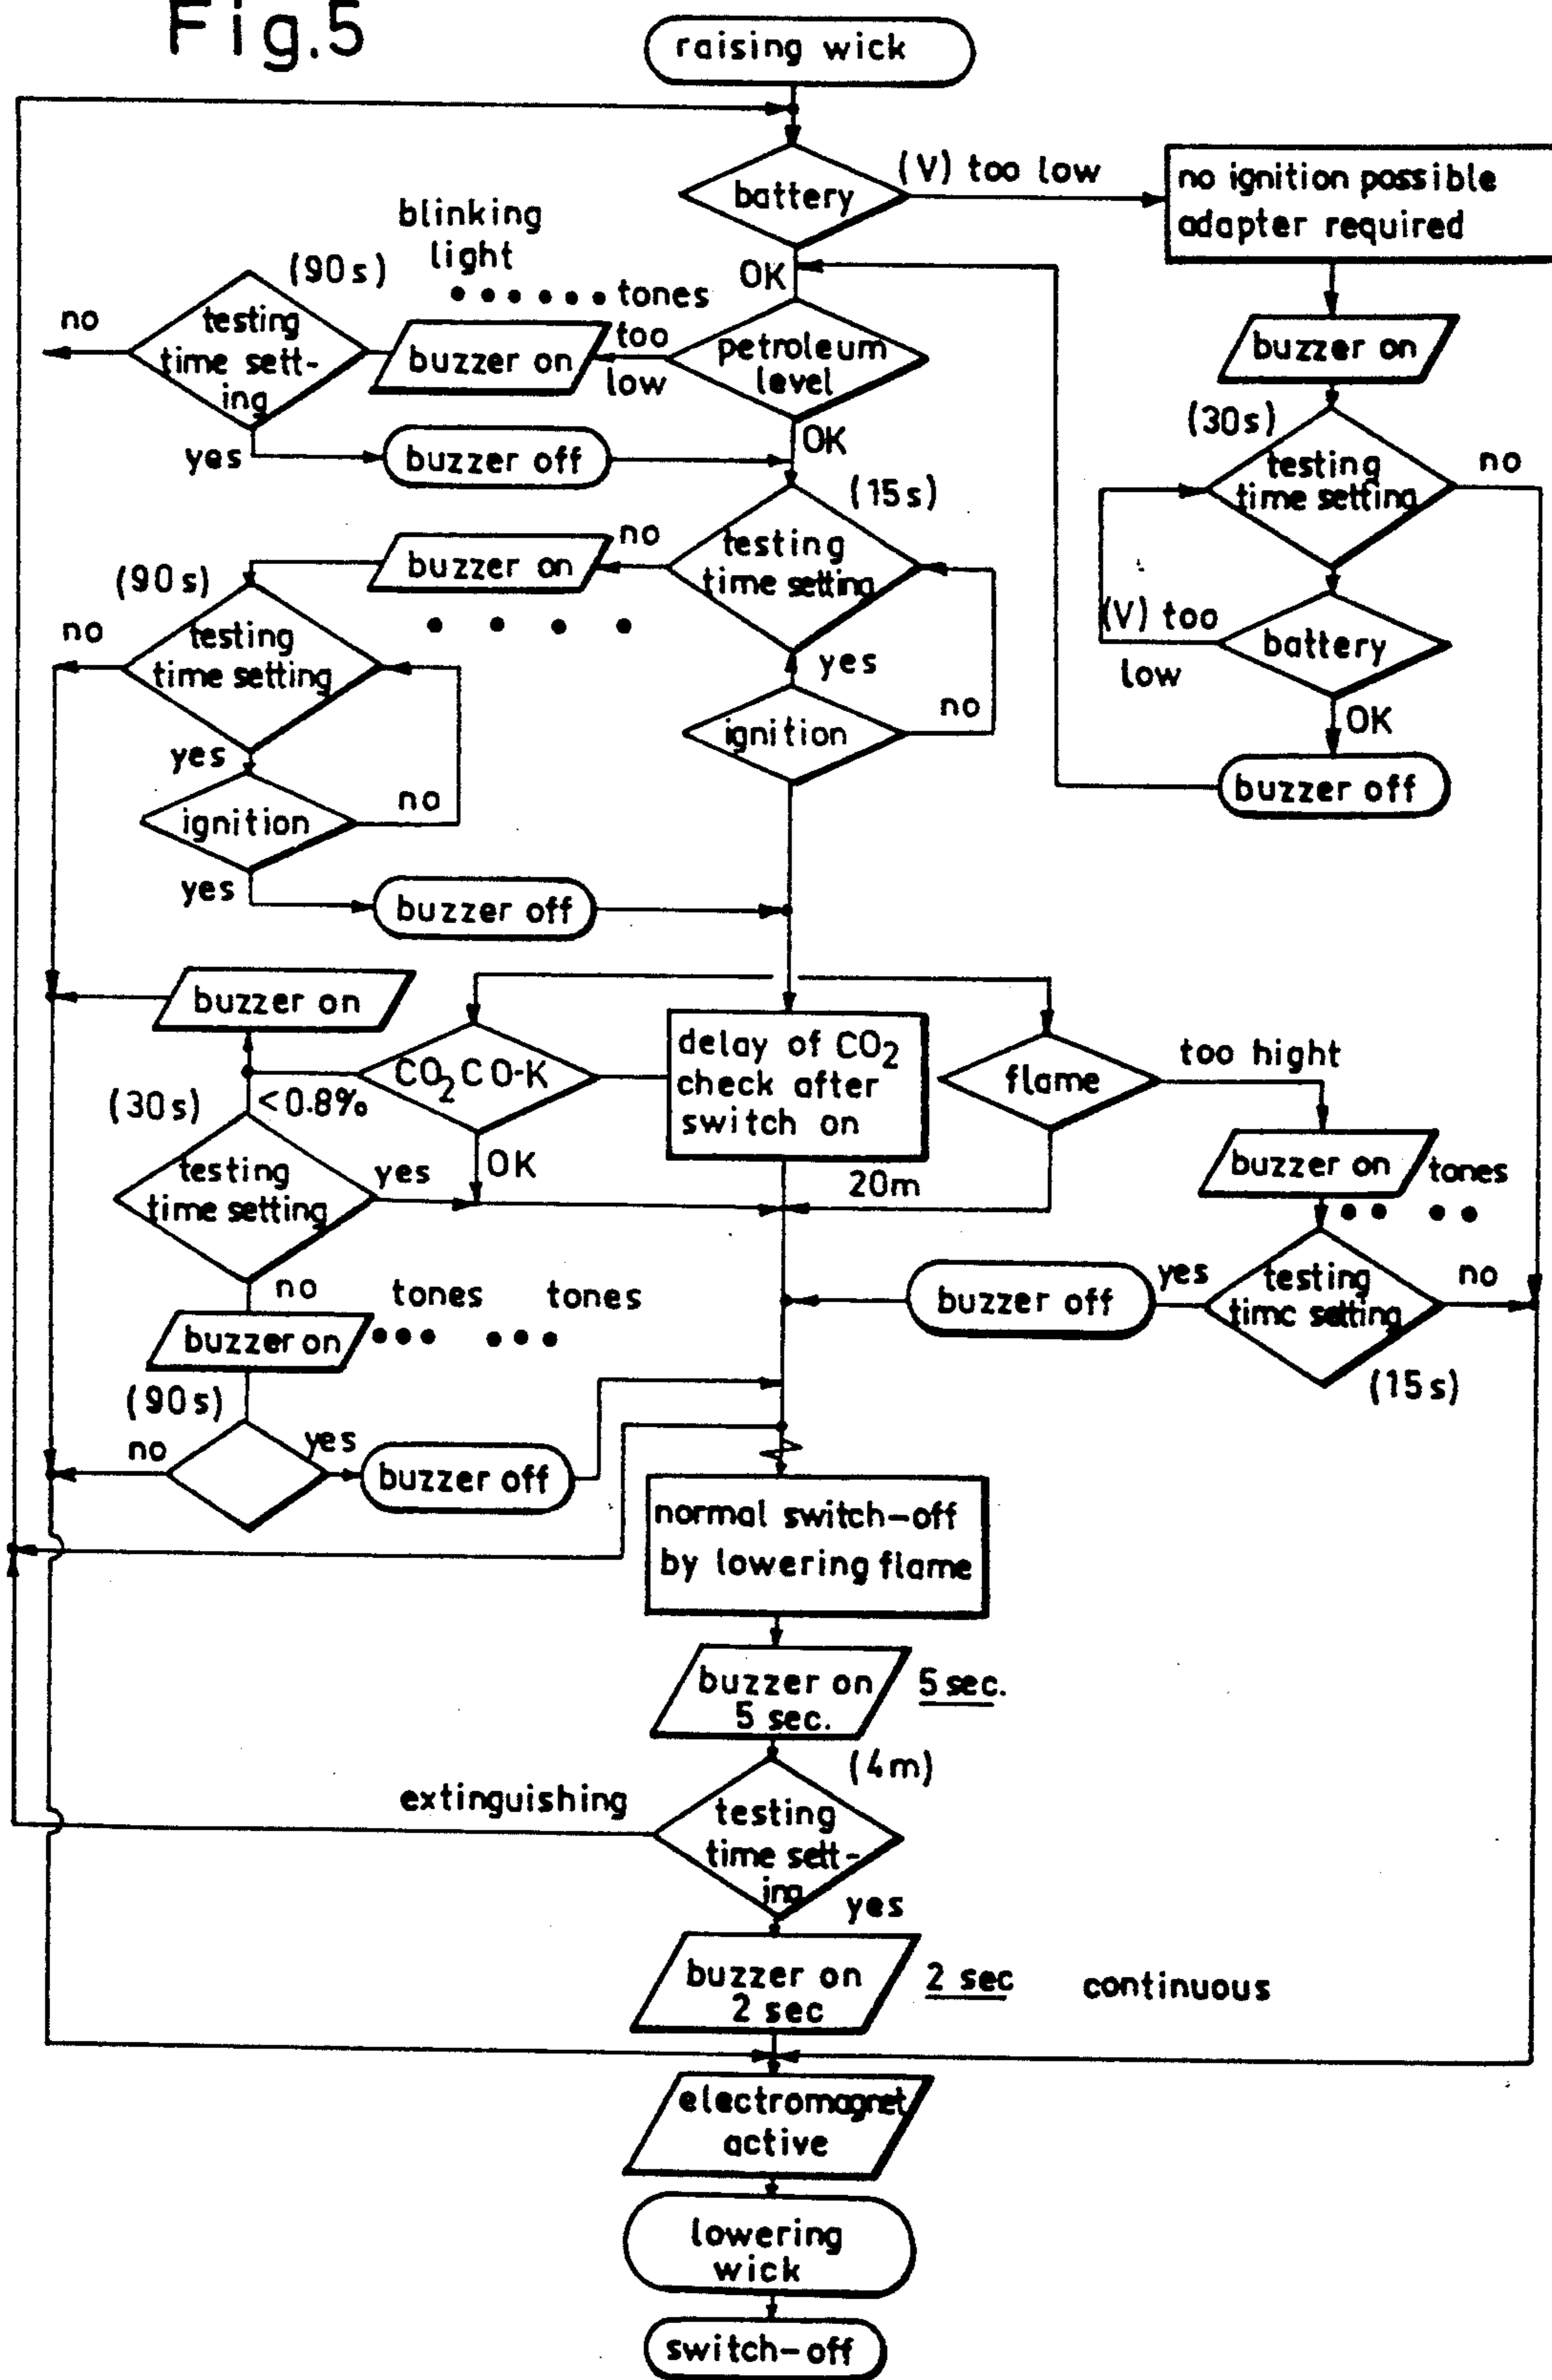 Fig.5
raising wick
battery
(V) too low
no ignition possible
adapter required
blinking
light
tones
(90s)
OK
no
testing
time sett-
ing
buzzer on
too
low
petroleum
level
buzzer on
yes
buzzer off
OK
(30s)
testing
time setting
no
(15s)
no
buzzer on
testing
time setting
(90s)
no
testing
time setting
yes
(V) too
low
battery
ignition
no
OK
yes
ignition
no
buzzer off
yes
buzzer off
buzzer on
CO2CO-K
delay of CO2
check after
switch on
flame
too hight
(30s)
<0.8%
testing
time setting
yes
OK
20m
buzzer on
tones
no
tones
tones
buzzer on
yes
buzzer off
testing
timc setting
no
(15s)
(90s)
no
yes
buzzer off
normal switch-off
by lowering flame
buzzer on
5 sec.
5 sec.
(4m)
extinguishing
testing
time sett-
ing
yes
buzzer on
2 sec
2 sec
continuous
electromagnet
active
lowering
wick
switch-off